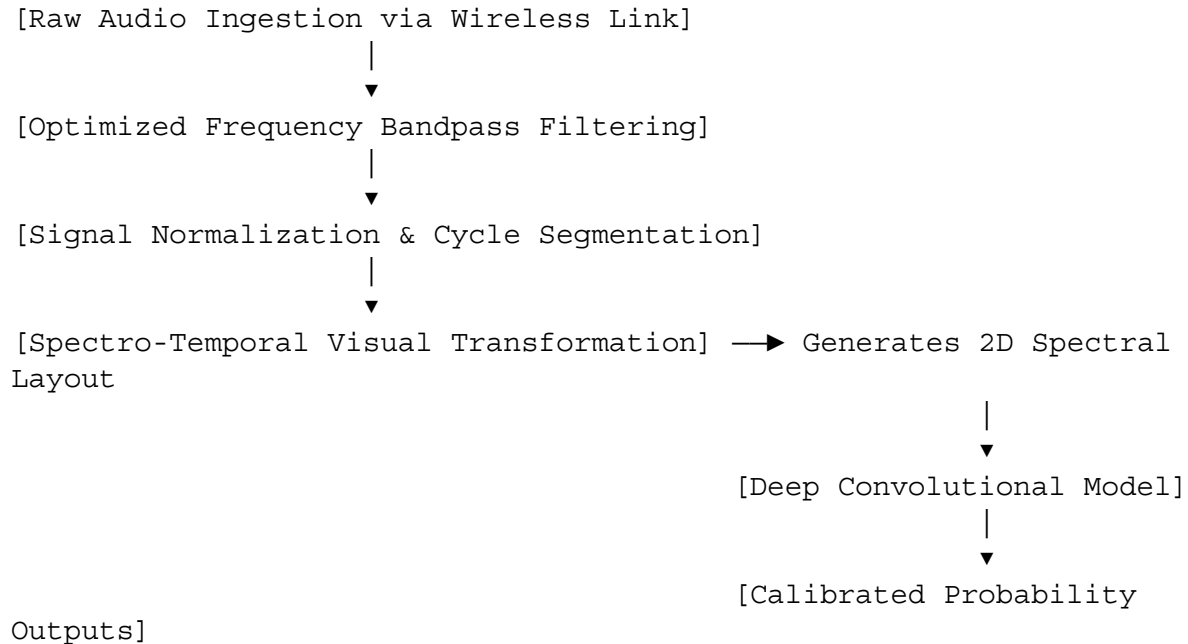 [Raw Audio Ingestion via Wireless Link]
│
▼
[Optimized Frequency Bandpass Filtering]
│
▼
[Signal Normalization & Cycle Segmentation]
│
▼
[Spectro-Temporal Visual Transformation] ──► Generates 2D Spectral
Layout
│
▼
[Deep Convolutional Model]
│
▼
[Calibrated Probability
Outputs]